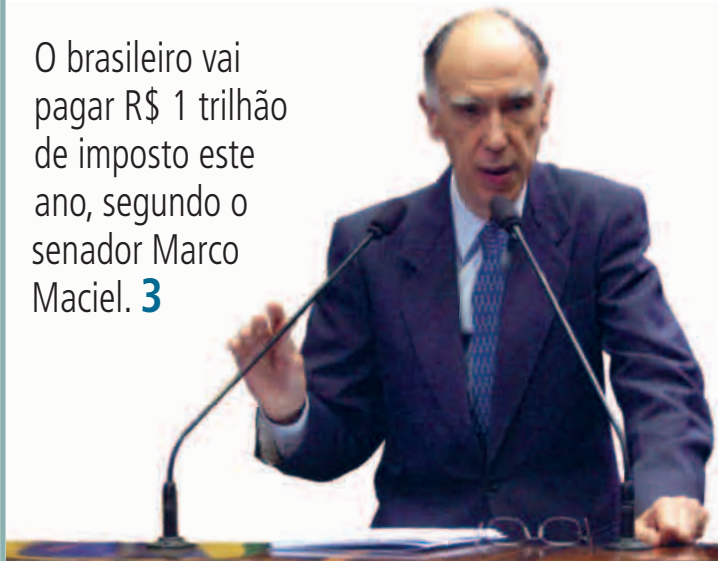 O brasileiro vai
pagar R$ 1 trilhão
de imposto este
ano, segundo o
senador Marco
Maciel. 3